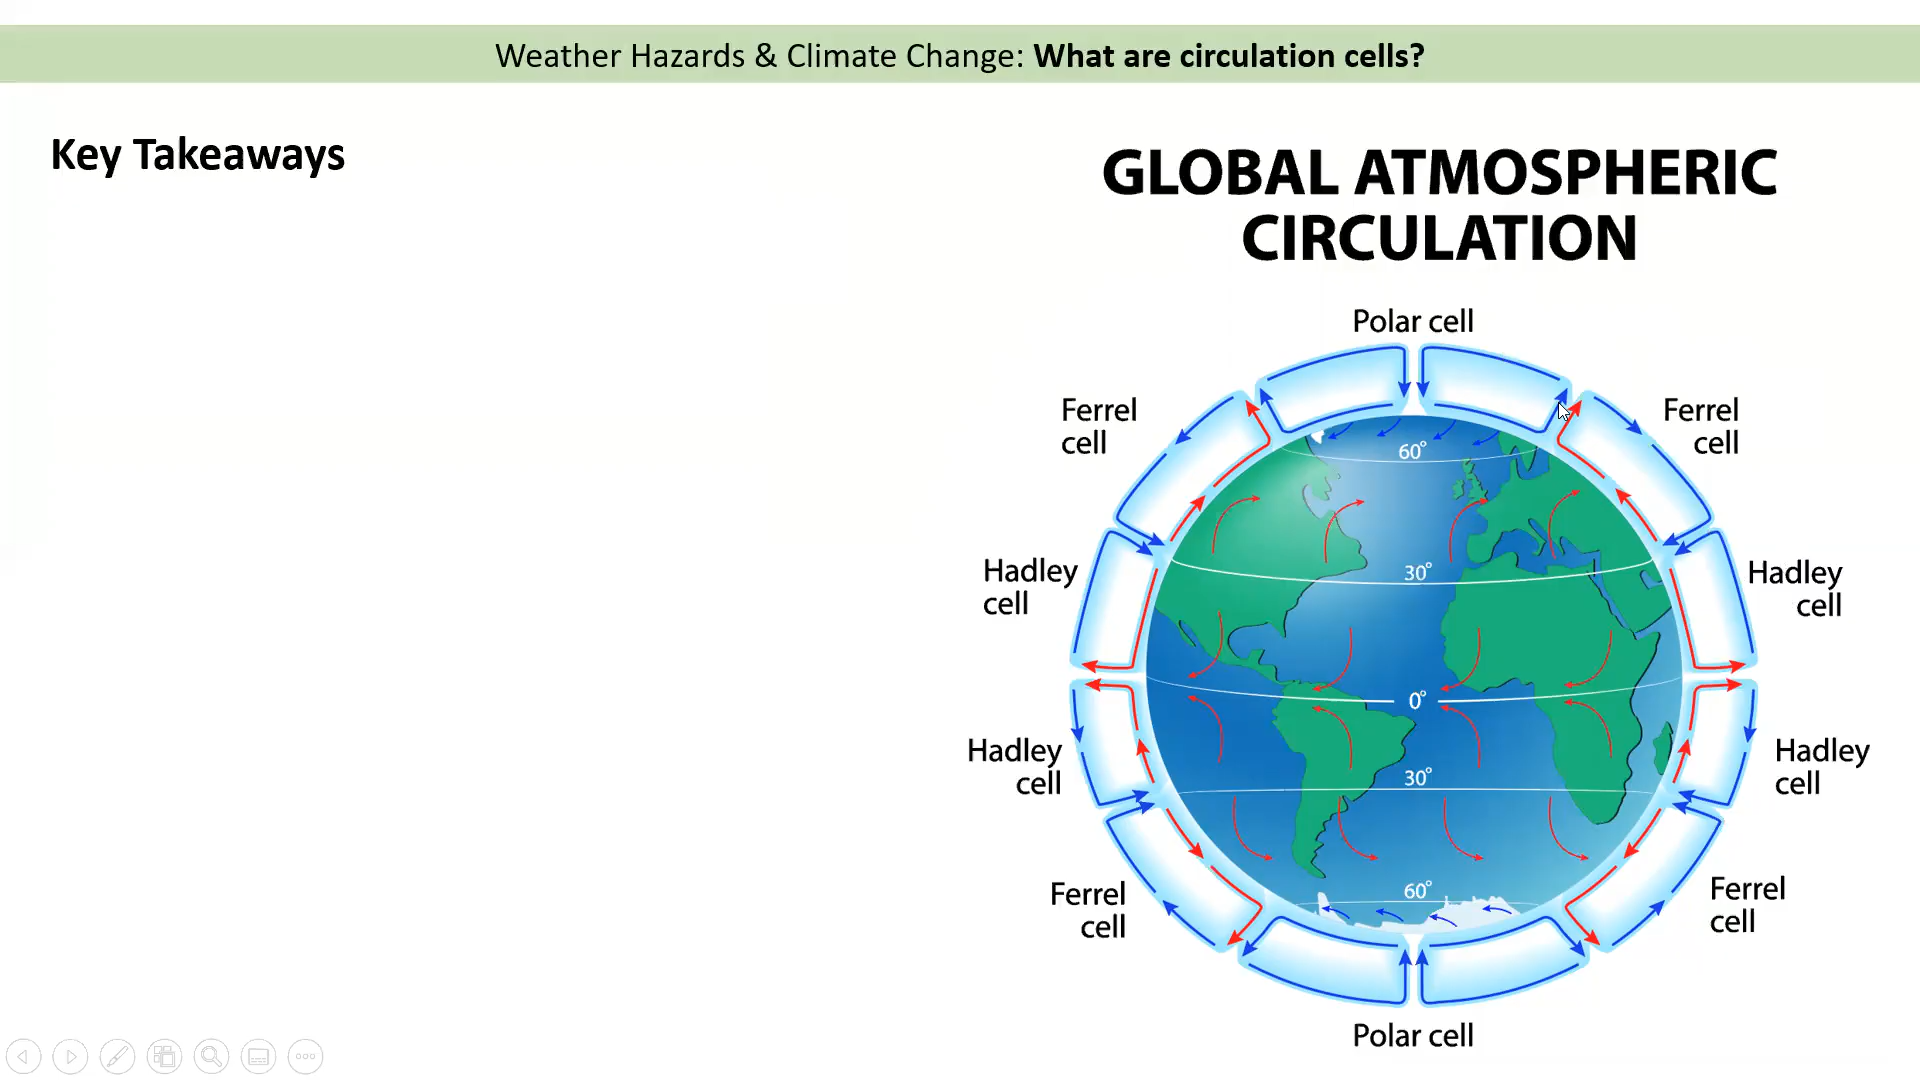 Weather Hazards & Climate Change: What are circulation cells?
Key Takeaways
GLOBAL ATMOSPHERIC
CIRCULATION
Polar cell
Ferrel
cell
Ferrel
cell
60°
Hadley
cell
30°
Hadley
cell
0°
Hadley
cell
30°
Hadley
cell
Ferrel
cell
60°
Ferrel
cell
Polar cell